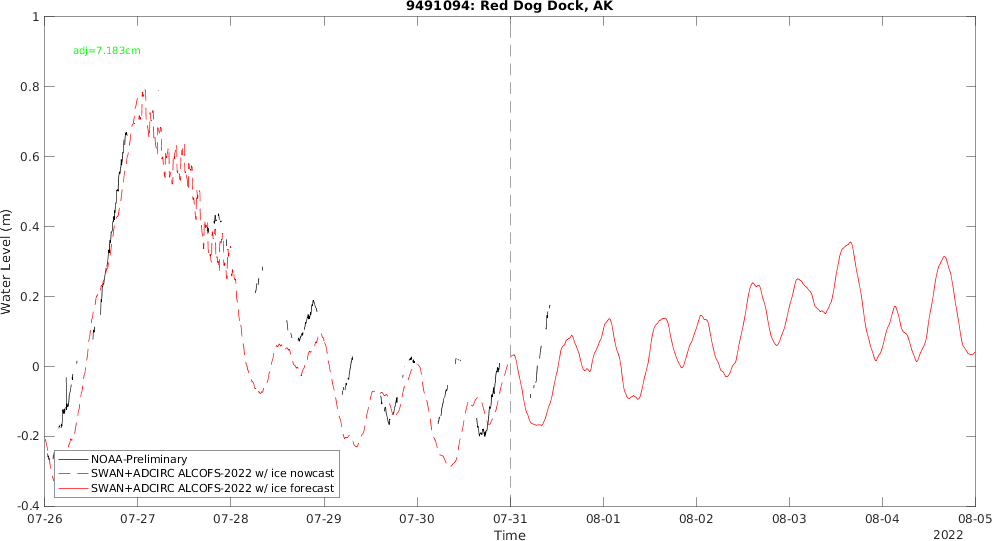 9491094: Red Dog Dock, AK
adj=7.183cm
Water Level (m)
1
0.8
0.6
0.4
0.2
0
-0.2
-0.4
NOAA-Preliminary
SWAN+ADCIRC ALCOFS-2022 w/ ice nowcast
SWAN+ADCIRC ALCOFS-2022 w/ ice forecast
07-26 07-27 07-28 07-29 07-30 07-31 08-01 08-02 08-03 08-04 08-05
Time
2022